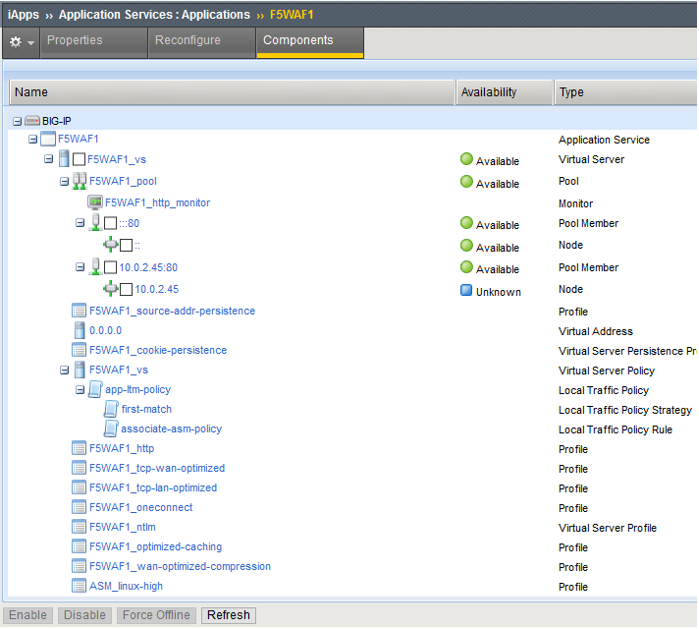 iApps ›› Application Services : Applications ›› F5WAF1
Properties Reconfigure Components
Name Availability Type
BIG-IP
F5WAF1 Application Service
F5WAF1_vs Available Virtual Server
F5WAF1_pool Available Pool
F5WAF1_http_monitor Monitor
:::80 Available Pool Member
:: Available Node
10.0.2.45:80 Available Pool Member
10.0.2.45 Unknown Node
F5WAF1_source-addr-persistence Profile
0.0.0.0 Virtual Address
F5WAF1_cookie-persistence Virtual Server Persistence Pr
F5WAF1_vs Virtual Server Policy
app-ltm-policy Local Traffic Policy
first-match Local Traffic Policy Strategy
associate-asm-policy Local Traffic Policy Rule
F5WAF1_http Profile
F5WAF1_tcp-wan-optimized Profile
F5WAF1_tcp-lan-optimized Profile
F5WAF1_oneconnect Profile
F5WAF1_ntlm Virtual Server Profile
F5WAF1_optimized-caching Profile
F5WAF1_wan-optimized-compression Profile
ASM_linux-high Profile
Enable Disable Force Offline Refresh